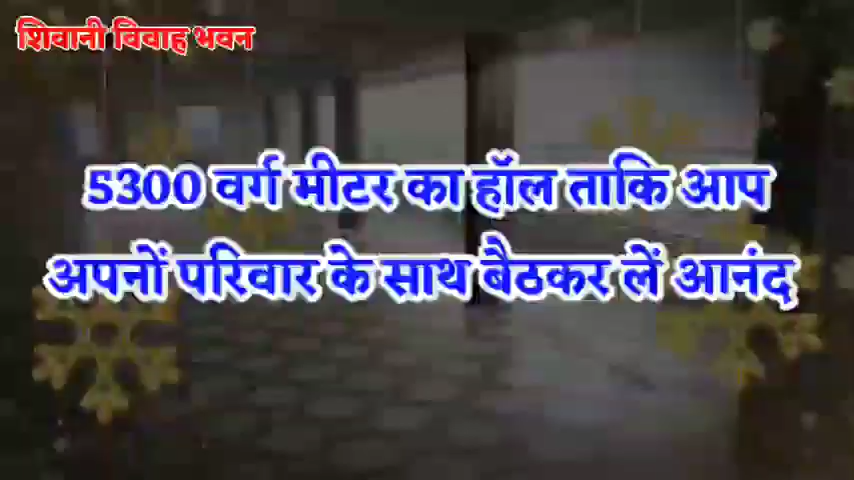 शिवानी विवाह भवन
5300 वर्ग मीटर का हॉल ताकि आप
अपनों परिवार के साथ बैठकर लें आनंद